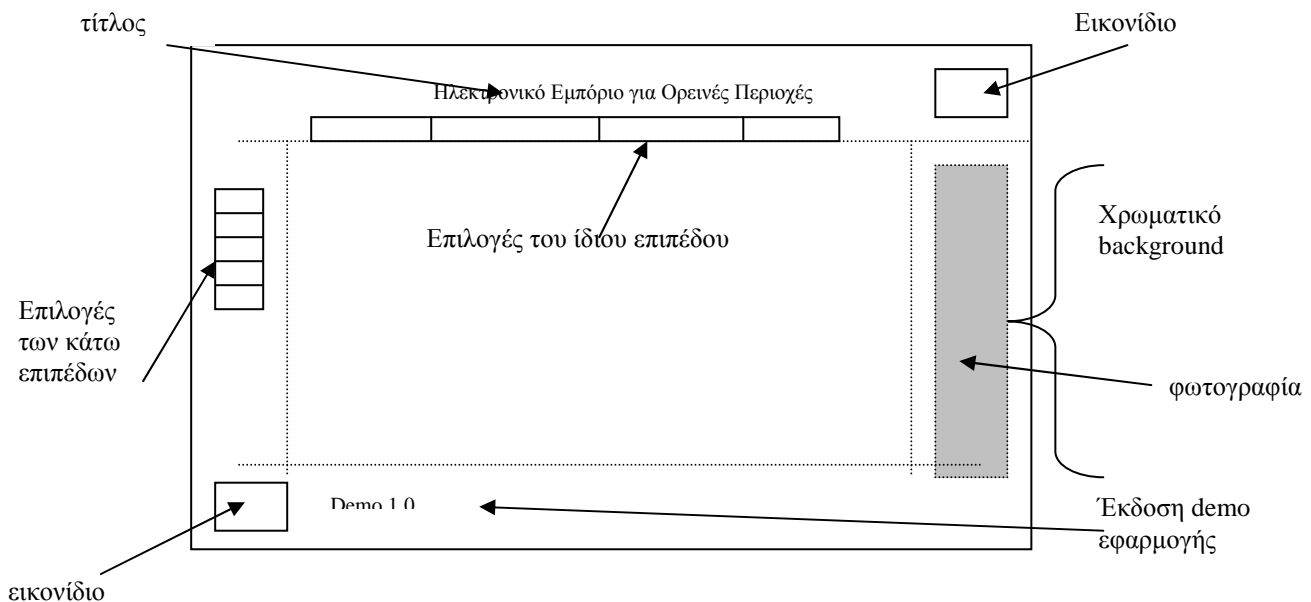 τίτλος
Εικονίδιο
Ηλεκτρονικό Εμπόριο για Ορεινές Περιοχές
Επιλογές του ίδιου επιπέδου
Χρωματικό
background
Επιλογές
των κάτω
επιπέδων
φωτογραφία
Demo 1.0
Έκδοση demo
εφαρμογής
εικονίδιο